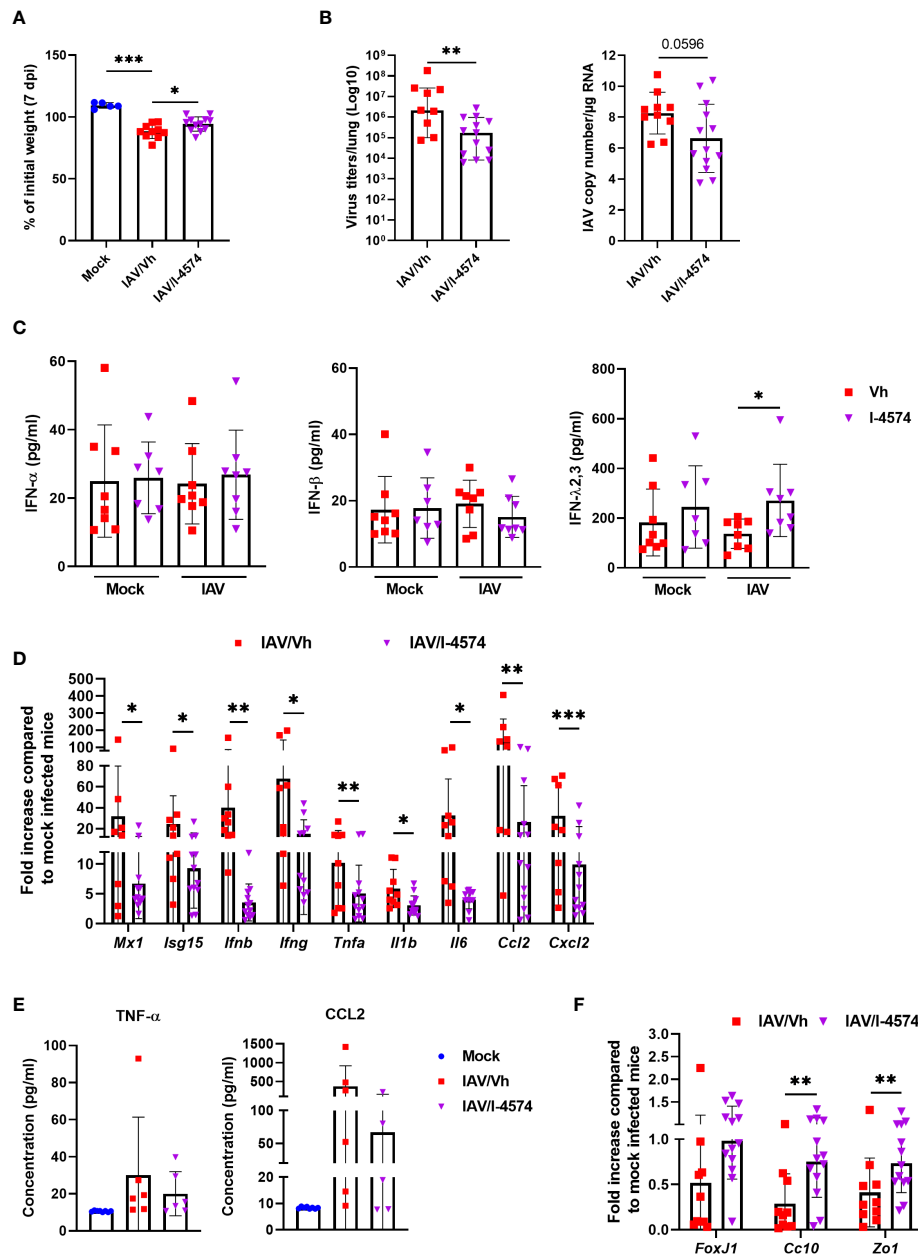 A
% of initial weight (7 dpi)
150
100
50
0
***
*
Mock
IAV/Vh
IAV/I-4574
B
Virus titers/lung (Log10)
10⁹
10⁸
10⁷
10⁶
10⁵
10⁴
10³
10²
10¹
10⁰
**
IAV/Vh
IAV/I-4574
IAV copy number/µg RNA
12
10
8
6
4
2
0
0.0596
IAV/Vh
IAV/I-4574
C
IFN-α (pg/ml)
60
40
20
0
Mock
IAV
IFN-β (pg/ml)
60
40
20
0
Mock
IAV
IFN-λ2,3 (pg/ml)
800
600
400
200
0
*
Mock
IAV
Vh
I-4574
D
IAV/Vh
IAV/I-4574
Fold increase compared
to mock infected mice
500
400
300
200
100
80
60
40
20
10
5
0
*
*
**
*
**
*
*
**
***
Mx1
Isg15
Ifnb
Ifng
Tnfa
Il1b
Il6
Ccl2
Cxcl2
E
TNF-α
Concentration (pg/ml)
100
80
60
40
20
0
CCL2
Concentration (pg/ml)
1500
1000
500
100
50
20
10
0
Mock
IAV/Vh
IAV/I-4574
F
IAV/Vh
IAV/I-4574
Fold increase compared
to mock infected mice
3.0
2.5
2.0
1.5
1.0
0.5
0.0
**
**
FoxJ1
Cc10
Zo1